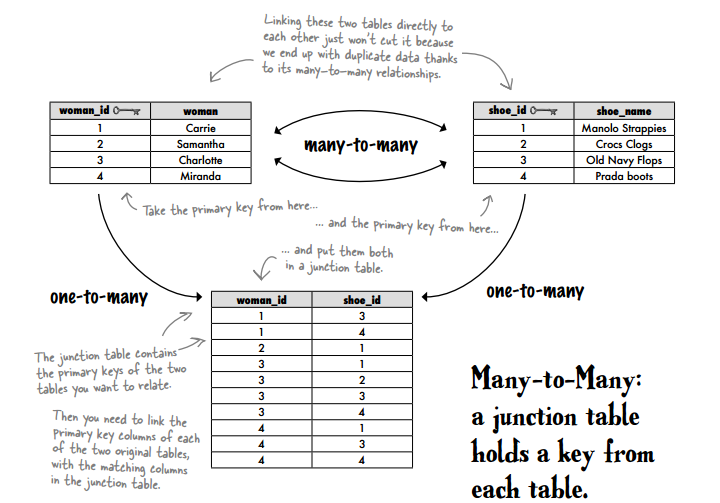 Linking these two tables directly to
each other just won't cut it because
we end up with duplicate data thanks
to its many-to-many relationships.
woman_id woman
1 Carrie
2 Samantha
3 Charlotte
4 Miranda
many-to-many
shoe_id shoe_name
1 Manolo Strappies
2 Crocs Clogs
3 Old Navy Flops
4 Prada boots
Take the primary key from here...
... and the primary key from here...
... and put them both
in a junction table.
one-to-many
one-to-many
woman_id shoe_id
1 3
1 4
2 1
3 1
3 2
3 3
3 4
4 1
4 3
4 4
The junction table contains
the primary keys of the two
tables you want to relate.
Then you need to link the
Primary key columns of each
of the two original tables,
with the matching columns
in the junction table.
Many-to-Many:
a junction table
holds a key from
each table.